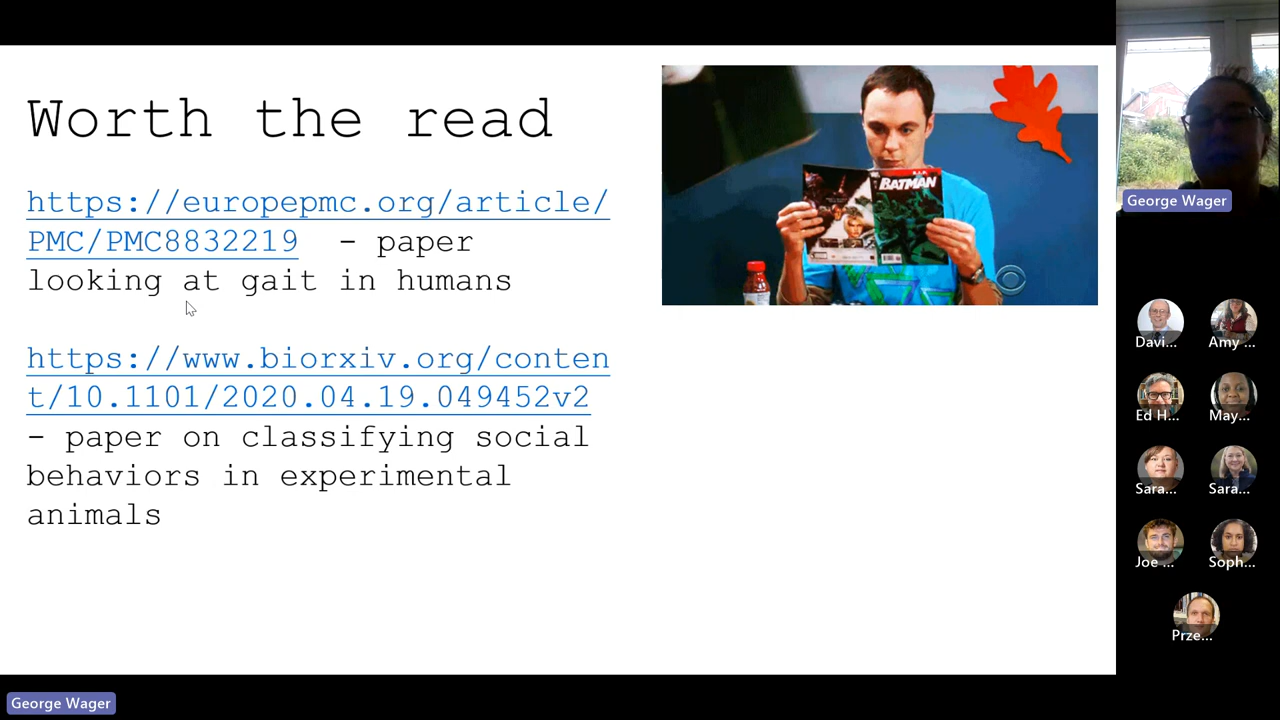 Worth the read
https://europepmc.org/article/
PMC/PMC8832219 - paper
looking at gait in humans
https://www.biorxiv.org/conten
t/10.1101/2020.04.19.049452v2
- paper on classifying social
behaviors in experimental
animals
BATMAN
George Wager
Davi...
Amy ...
Ed H...
May...
Sara...
Sara...
Joe ...
Soph...
Prze...
George Wager